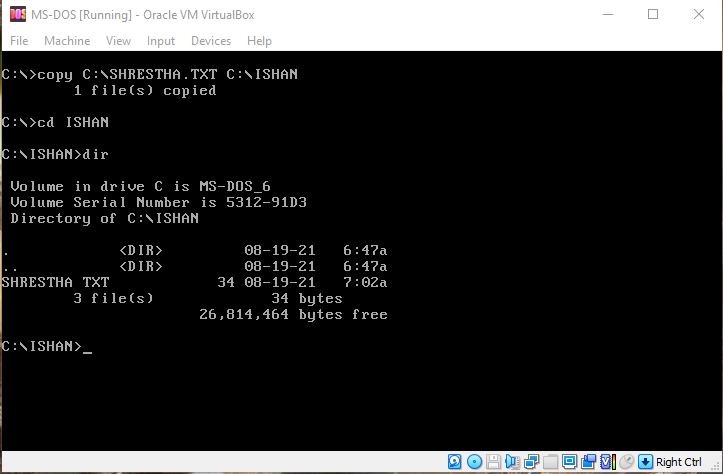 DOS MS-DOS [Running] - Oracle VM VirtualBox
File Machine View Input Devices Help
C:\>copy C:\SHRESTHA.TXT C:\ISHAN
        1 file(s) copied
C:\>cd ISHAN
C:\ISHAN>dir
 Volume in drive C is MS-DOS_6
 Volume Serial Number is 5312-91D3
 Directory of C:\ISHAN
.            <DIR>         08-19-21   6:47a
..           <DIR>         08-19-21   6:47a
SHRESTHA TXT            34 08-19-21   7:02a
        3 file(s)             34 bytes
                      26,814,464 bytes free
C:\ISHAN>_
Right Ctrl